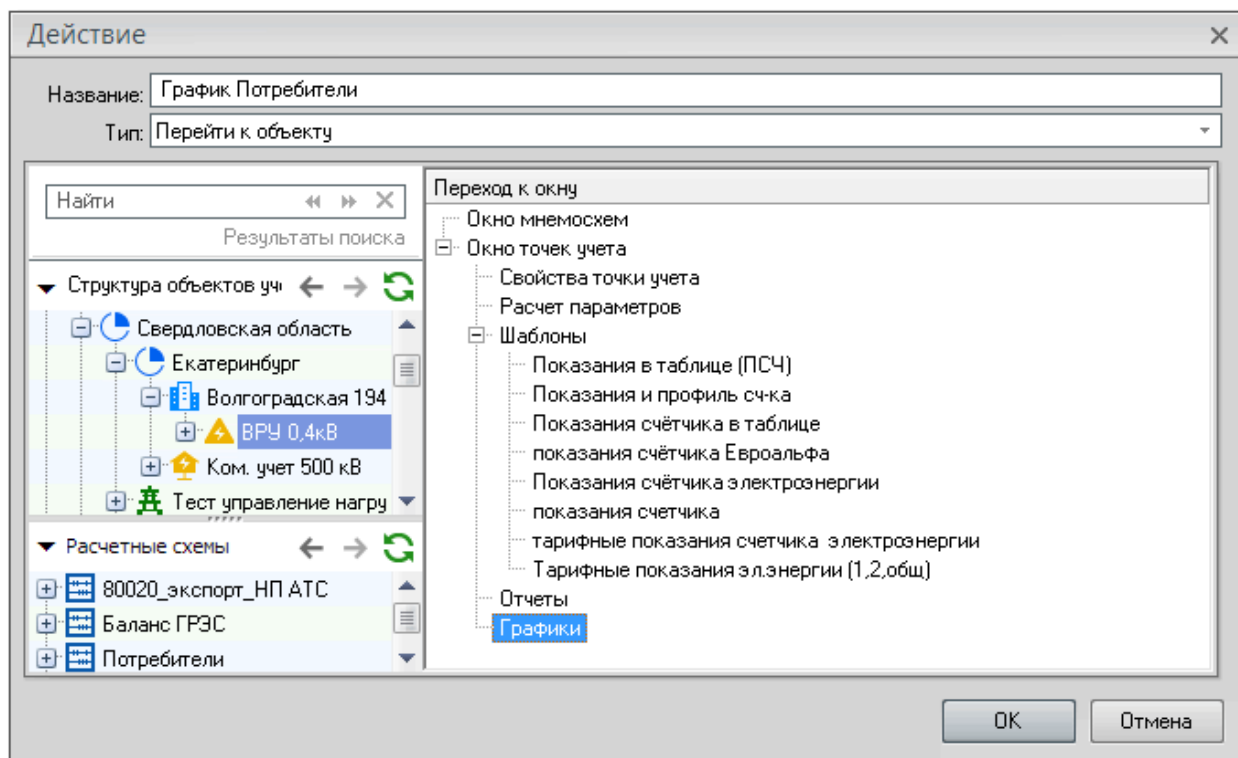 Действие
Название: График Потребители
Тип: Перейти к объекту
Найти
Результаты поиска
Структура объектов уч
Свердловская область
Екатеринбург
Волгоградская 194
ВРУ 0,4кВ
Ком. учет 500 кВ
Тест управление нагру
Расчетные схемы
80020_экспорт_НП АТС
Баланс ГРЭС
Потребители
Переход к окну
Окно мнемосхем
Окно точек учета
Свойства точки учета
Расчет параметров
Шаблоны
Показания в таблице (ПСЧ)
Показания и профиль сч-ка
Показания счётчика в таблице
показания счётчика Евроальфа
Показания счётчика электроэнергии
показания счетчика
тарифные показания счетчика электроэнергии
Тарифные показания эл.энергии (1,2,общ)
Отчеты
Графики
OK
Отмена